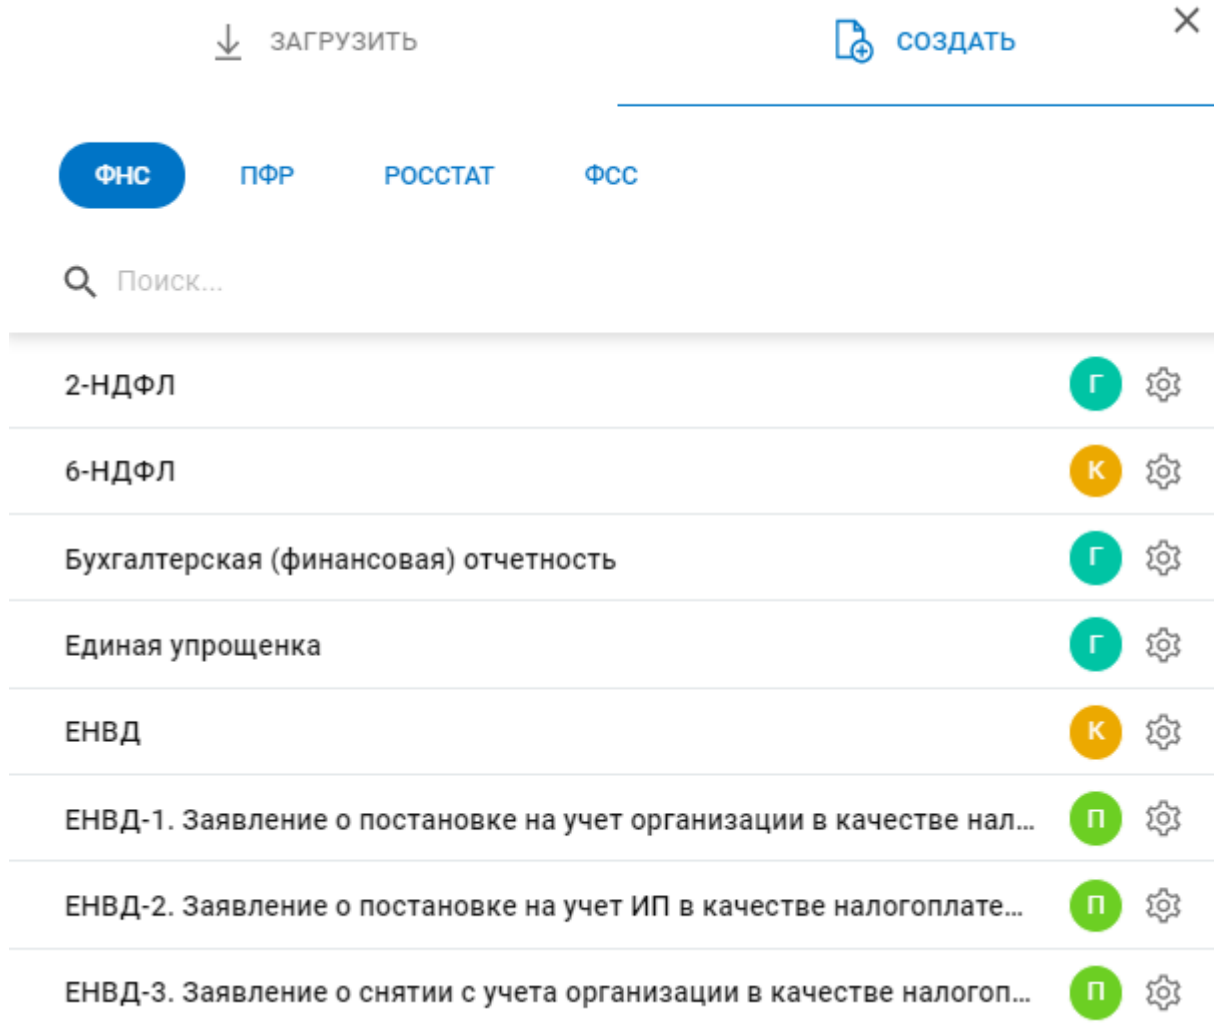 ЗАГРУЗИТЬ СОЗДАТЬ
ФНС ПФР РОССТАТ ФСС
Поиск...
2-НДФЛ Г
6-НДФЛ К
Бухгалтерская (финансовая) отчетность Г
Единая упрощенка Г
ЕНВД К
ЕНВД-1. Заявление о постановке на учет организации в качестве нал... П
ЕНВД-2. Заявление о постановке на учет ИП в качестве налогоплате... П
ЕНВД-3. Заявление о снятии с учета организации в качестве налогоп... П